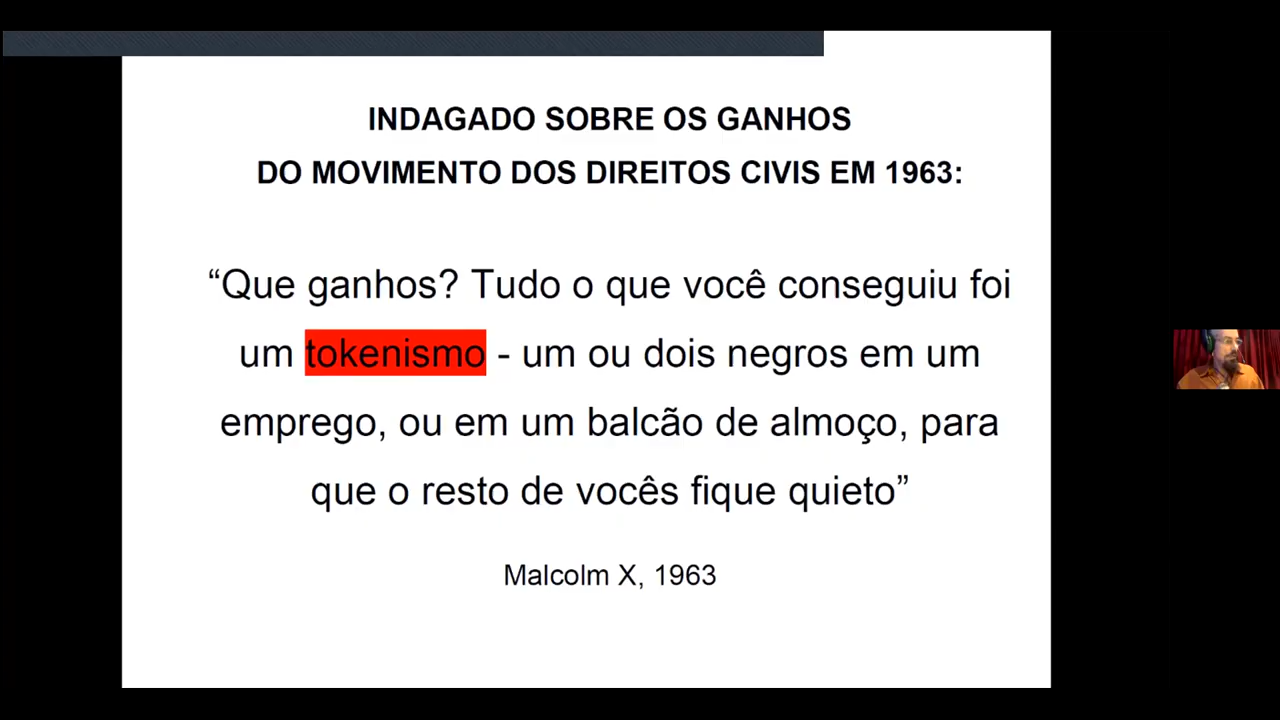 INDAGADO SOBRE OS GANHOS
DO MOVIMENTO DOS DIREITOS CIVIS EM 1963:
“Que ganhos? Tudo o que você conseguiu foi
um tokenismo - um ou dois negros em um
emprego, ou em um balcão de almoço, para
que o resto de vocês fique quieto”
Malcolm X, 1963